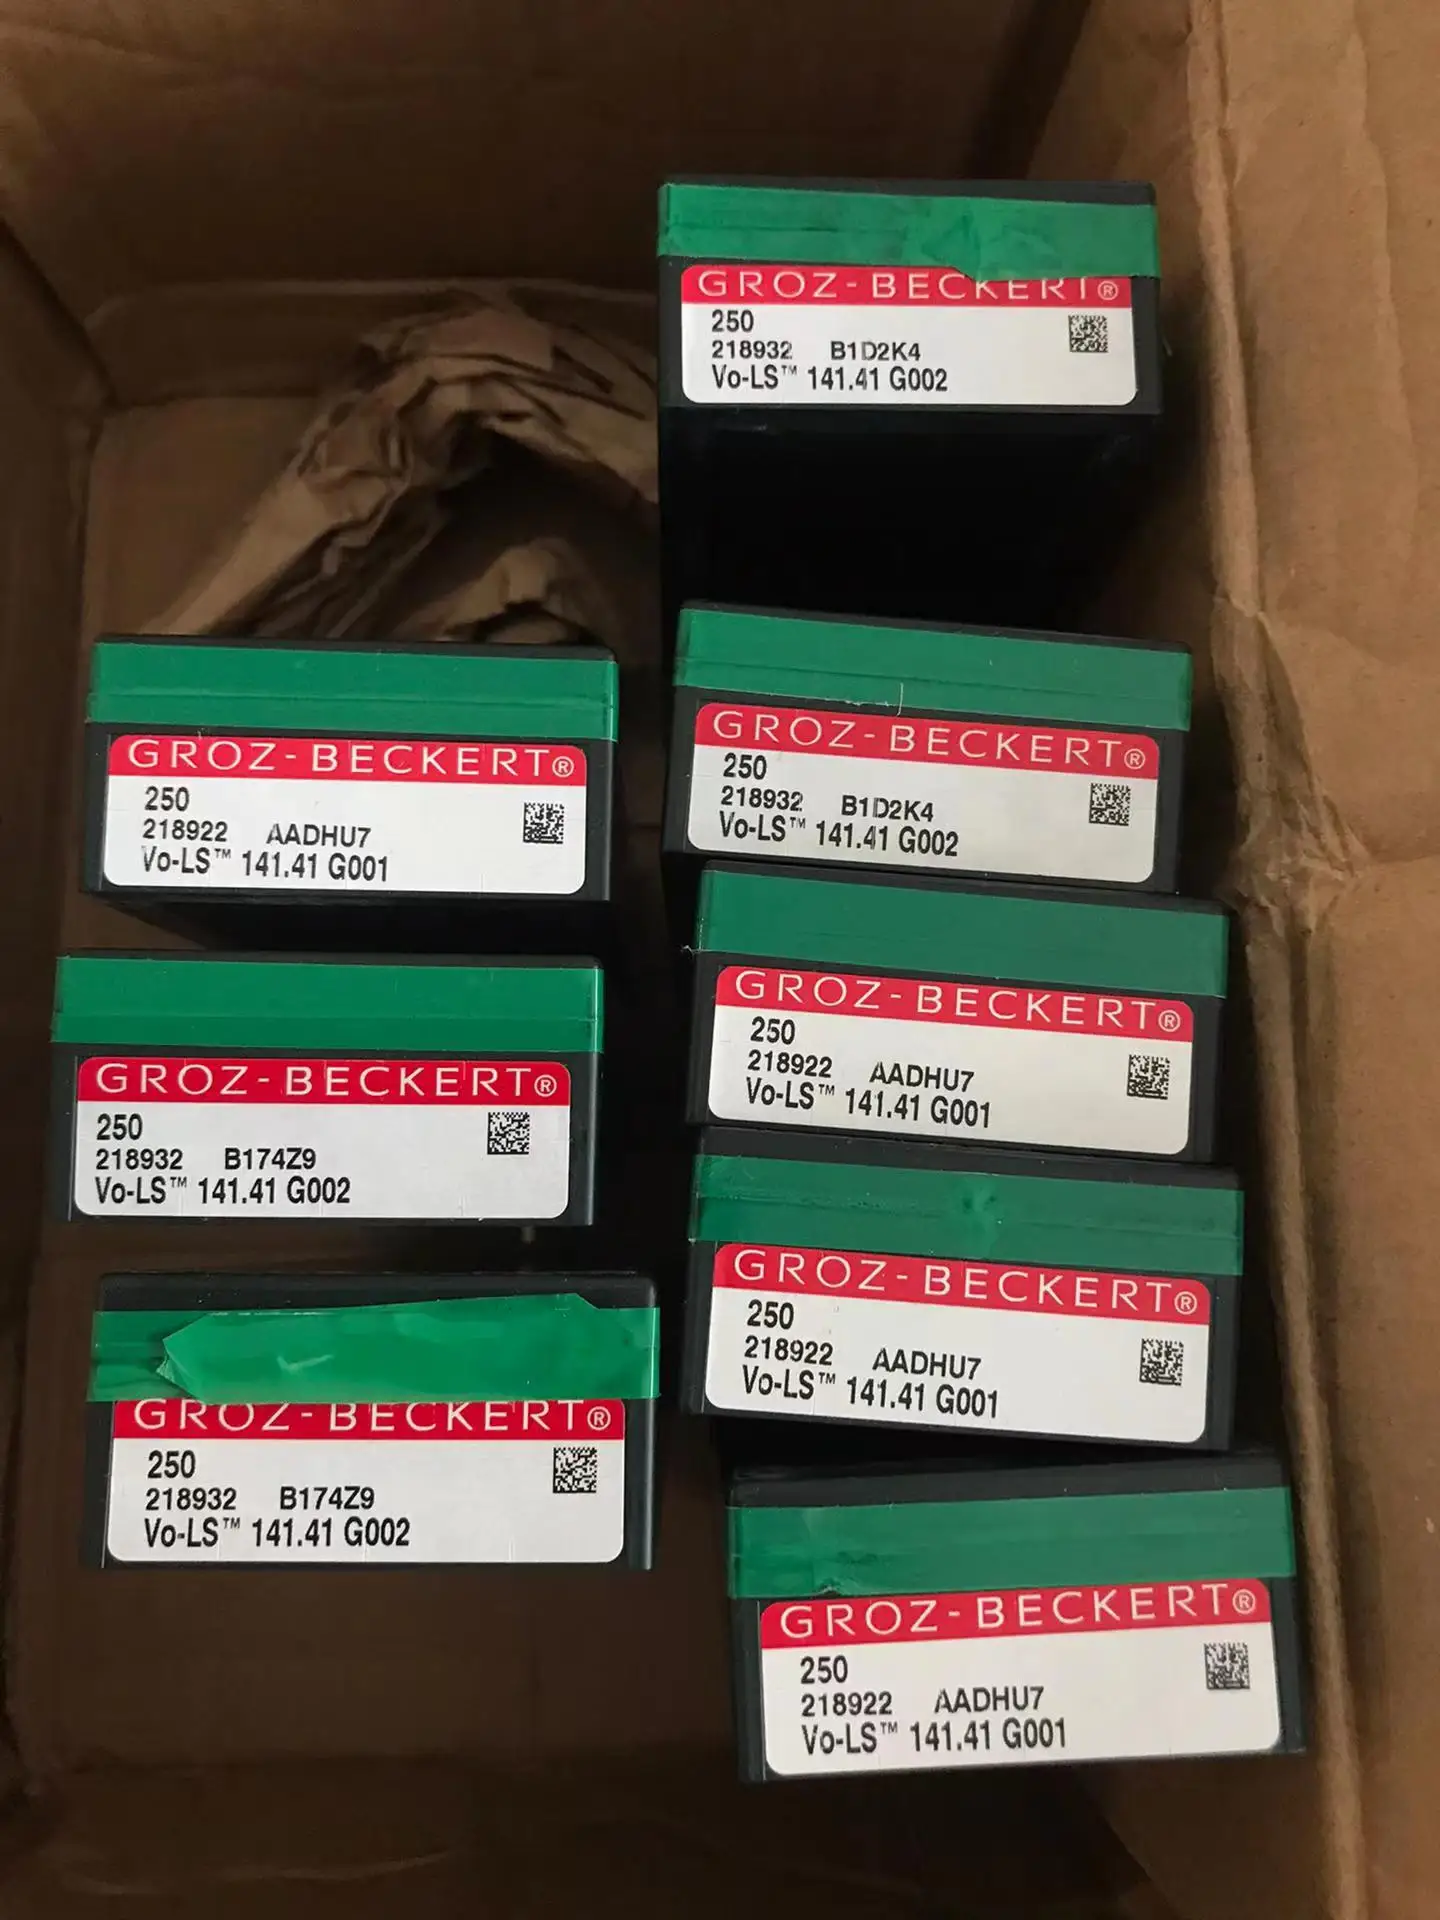 GROZ-BECKERT®
250
218932 B1D2K4
Vo-LS™ 141.41 G002
GROZ-BECKERT®
250
218922 AADHU7
Vo-LS™ 141.41 G001
GROZ-BECKERT®
250
218932 B174Z9
Vo-LS™ 141.41 G002
GROZ-BECKERT®
250
218932 B174Z9
Vo-LS™ 141.41 G002
GROZ-BECKERT®
250
218932 B1D2K4
Vo-LS™ 141.41 G002
GROZ-BECKERT®
250
218922 AADHU7
Vo-LS™ 141.41 G001
GROZ-BECKERT®
250
218922 AADHU7
Vo-LS™ 141.41 G001
GROZ-BECKERT®
250
218922 AADHU7
Vo-LS™ 141.41 G001